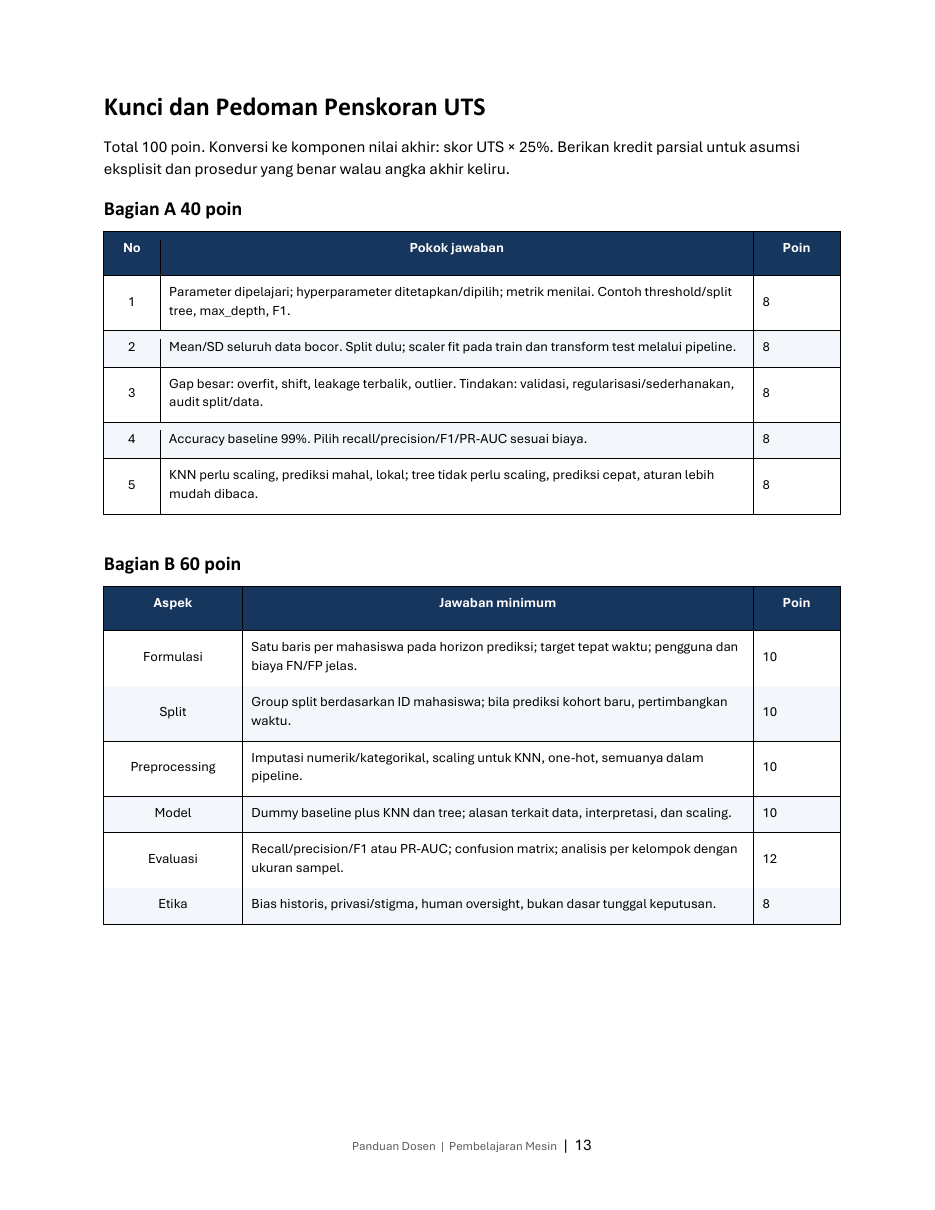 Kunci dan Pedoman Penskoran UTS
Total 100 poin. Konversi ke komponen nilai akhir: skor UTS × 25%. Berikan kredit parsial untuk asumsi
eksplisit dan prosedur yang benar walau angka akhir keliru.
Bagian A 40 poin
No Pokok jawaban Poin
1 Parameter dipelajari; hyperparameter ditetapkan/dipilih; metrik menilai. Contoh threshold/split
tree, max_depth, F1. 8
2 Mean/SD seluruh data bocor. Split dulu; scaler fit pada train dan transform test melalui pipeline. 8
3 Gap besar: overfit, shift, leakage terbalik, outlier. Tindakan: validasi, regularisasi/sederhanakan,
audit split/data. 8
4 Accuracy baseline 99%. Pilih recall/precision/F1/PR-AUC sesuai biaya. 8
5 KNN perlu scaling, prediksi mahal, lokal; tree tidak perlu scaling, prediksi cepat, aturan lebih
mudah dibaca. 8
Bagian B 60 poin
Aspek Jawaban minimum Poin
Formulasi Satu baris per mahasiswa pada horizon prediksi; target tepat waktu; pengguna dan
biaya FN/FP jelas. 10
Split Group split berdasarkan ID mahasiswa; bila prediksi kohort baru, pertimbangkan
waktu. 10
Preprocessing Imputasi numerik/kategorikal, scaling untuk KNN, one-hot, semuanya dalam
pipeline. 10
Model Dummy baseline plus KNN dan tree; alasan terkait data, interpretasi, dan scaling. 10
Evaluasi Recall/precision/F1 atau PR-AUC; confusion matrix; analisis per kelompok dengan
ukuran sampel. 12
Etika Bias historis, privasi/stigma, human oversight, bukan dasar tunggal keputusan. 8
Panduan Dosen | Pembelajaran Mesin | 13